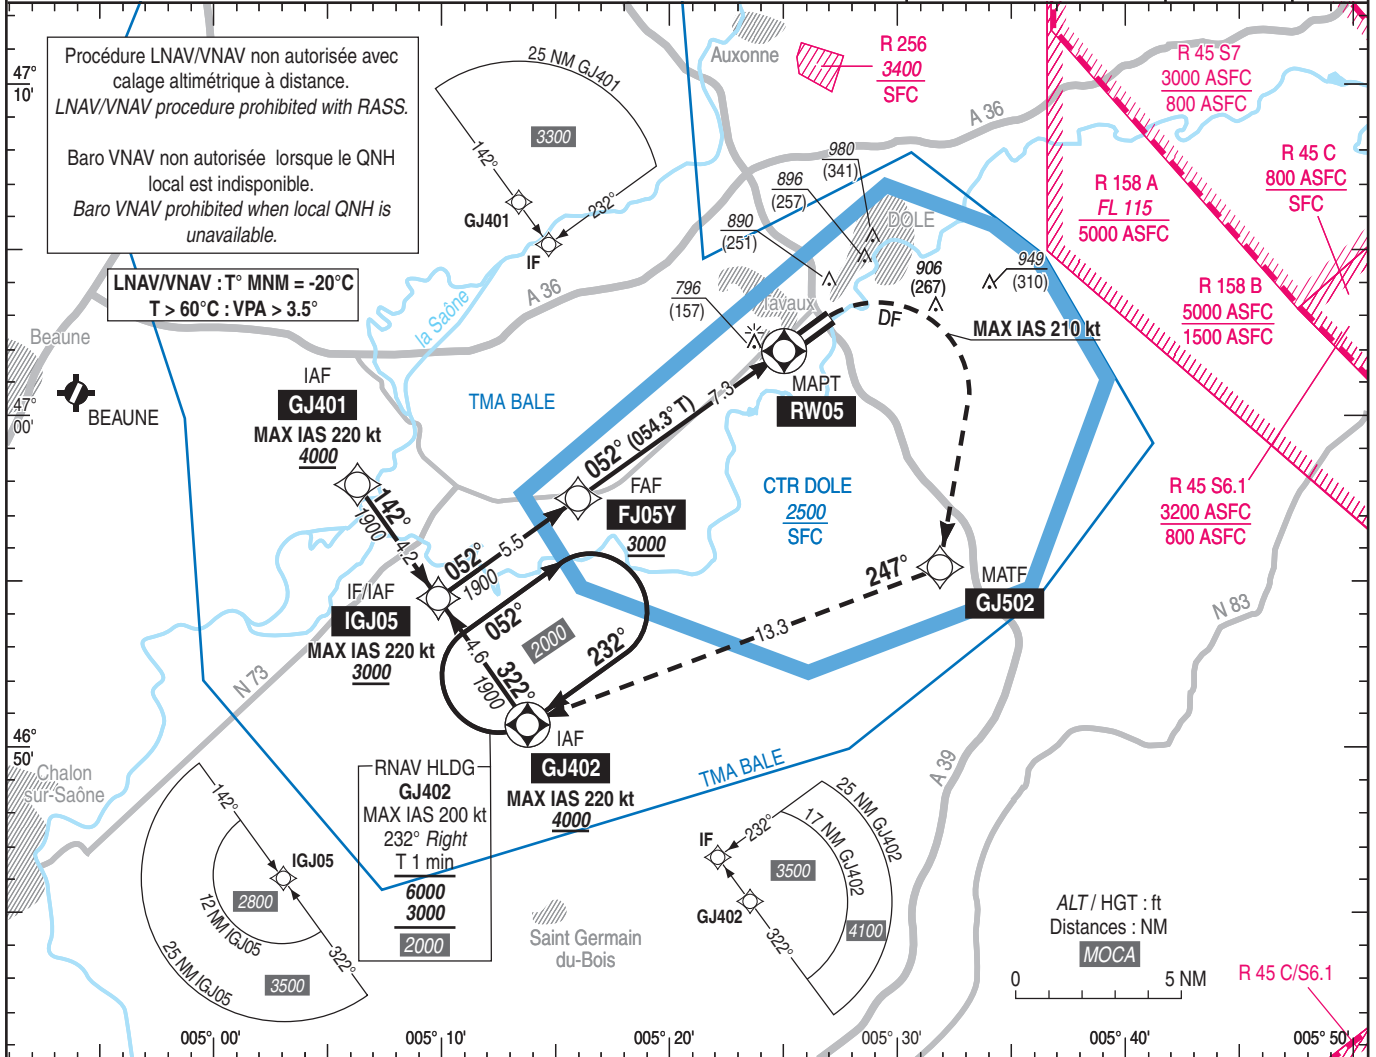 Procédure LNAV/VNAV non autorisée avec
calage altimétrique à distance.
LNAV/VNAV procedure prohibited with RASS.
Baro VNAV non autorisée lorsque le QNH
local est indisponible.
Baro VNAV prohibited when local QNH is
unavailable.
LNAV/VNAV : T° MNM = -20°C
T > 60°C : VPA > 3.5°
47°
10'
25 NM GJ401
3300
142°
232°
GJ401
IF
Auxonne
R 256
3400
SFC
A 36
R 45 S7
3000 ASFC
800 ASFC
R 45 C
800 ASFC
SFC
R 158 A
FL 115
5000 ASFC
R 158 B
5000 ASFC
1500 ASFC
980
(341)
896
(257)
890
(251)
DOLE
906
(267)
949
(310)
796
(157)
Tavaux
DF
MAX IAS 210 kt
A 36
la Saône
Beaune
BEAUNE
47°
00'
IAF
GJ401
MAX IAS 220 kt
4000
TMA BALE
MAPT
RW05
052° (054.3° T)
7.3
142°
1900
4.2
FAF
FJ05Y
3000
CTR DOLE
2500
SFC
R 45 S6.1
3200 ASFC
800 ASFC
052°
5.5
1900
IF/IAF
IGJ05
MAX IAS 220 kt
3000
052°
2000
232°
4.6
322°
1900
247°
13.3
MATF
GJ502
N 83
N 73
46°
50'
IAF
GJ402
MAX IAS 220 kt
4000
TMA BALE
A 39
Chalon
sur-Saône
RNAV HLDG
GJ402
MAX IAS 200 kt
232° Right
T 1 min
6000
3000
2000
142°
IGJ05
2800
12 NM IGJ05
25 NM IGJ05
3500
322°
Saint Germain
du-Bois
25 NM GJ402
17 NM GJ402
IF
232°
3500
GJ402
322°
4100
ALT / HGT : ft
Distances : NM
MOCA
0
5 NM
R 45 C/S6.1
005° 00'
005° 10'
005° 20'
005° 30'
005° 40'
005° 50'